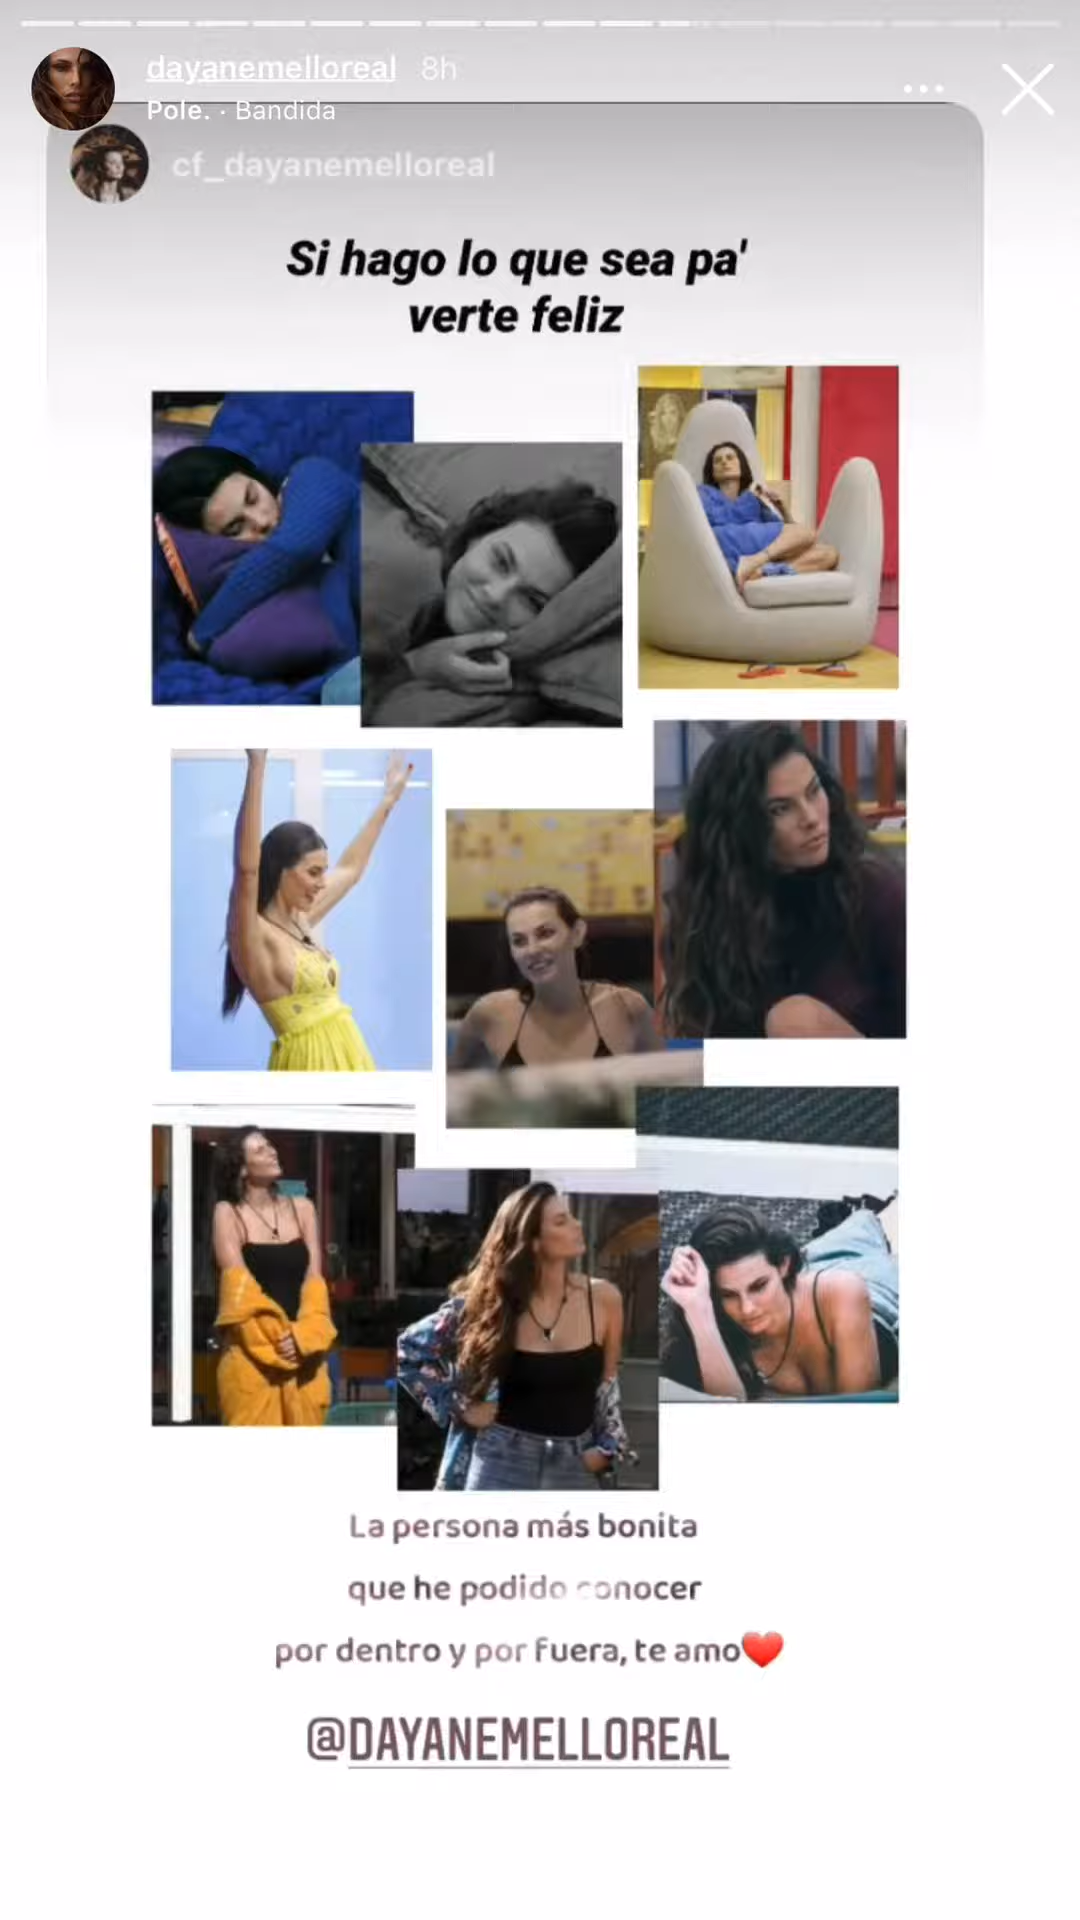 dayanemelloreal 8h
Pole. · Bandida
cf_dayanemelloreal
Si hago lo que sea pa'
verte feliz
La persona más bonita
que he podido conocer
por dentro y por fuera, te amo❤️
@DAYANEMELLOREAL